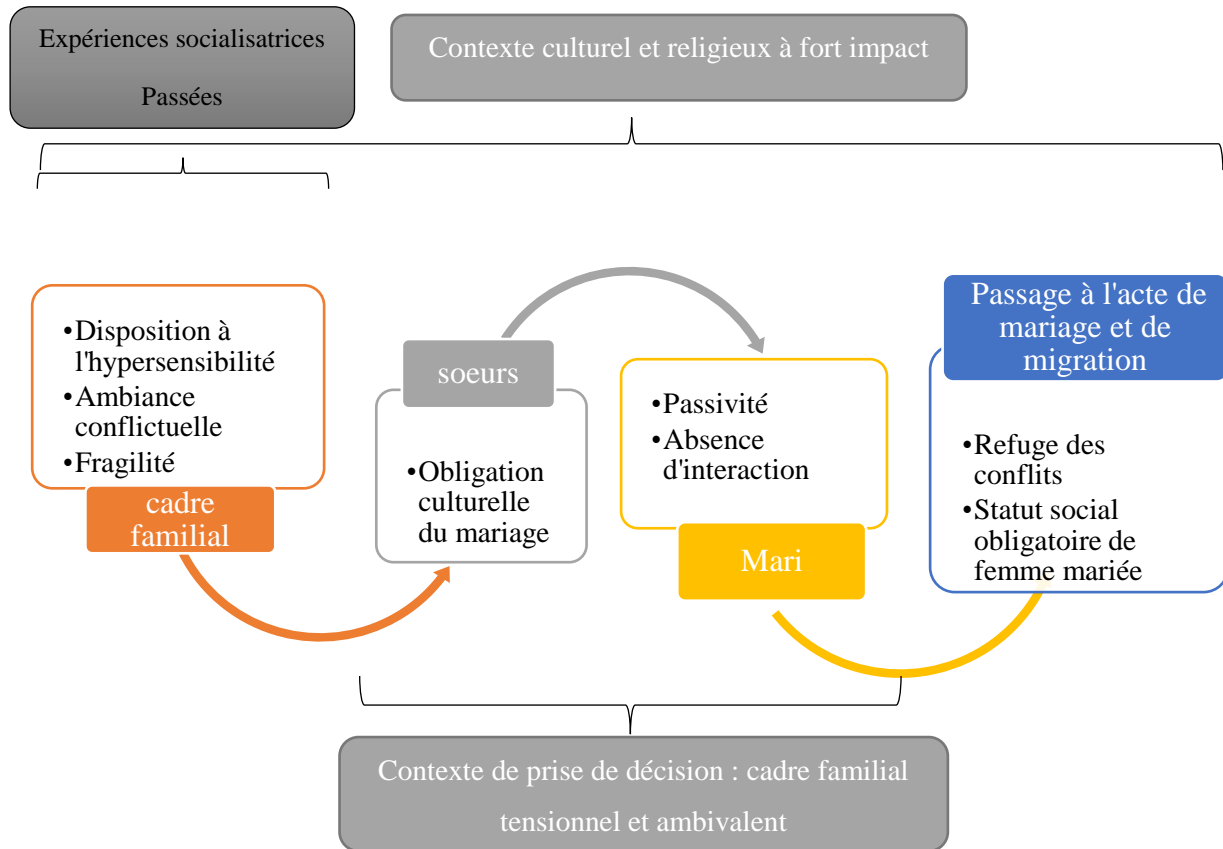 Expériences socialisatrices
Passées
Contexte culturel et religieux à fort impact
•Disposition à
l'hypersensibilité
•Ambiance
conflictuelle
•Fragilité
cadre
familial
soeurs
•Obligation
culturelle
du mariage
•Passivité
•Absence
d'interaction
Mari
Passage à l'acte de
mariage et de
migration
•Refuge des
conflits
•Statut social
obligatoire de
femme mariée
Contexte de prise de décision : cadre familial
tensionnel et ambivalent